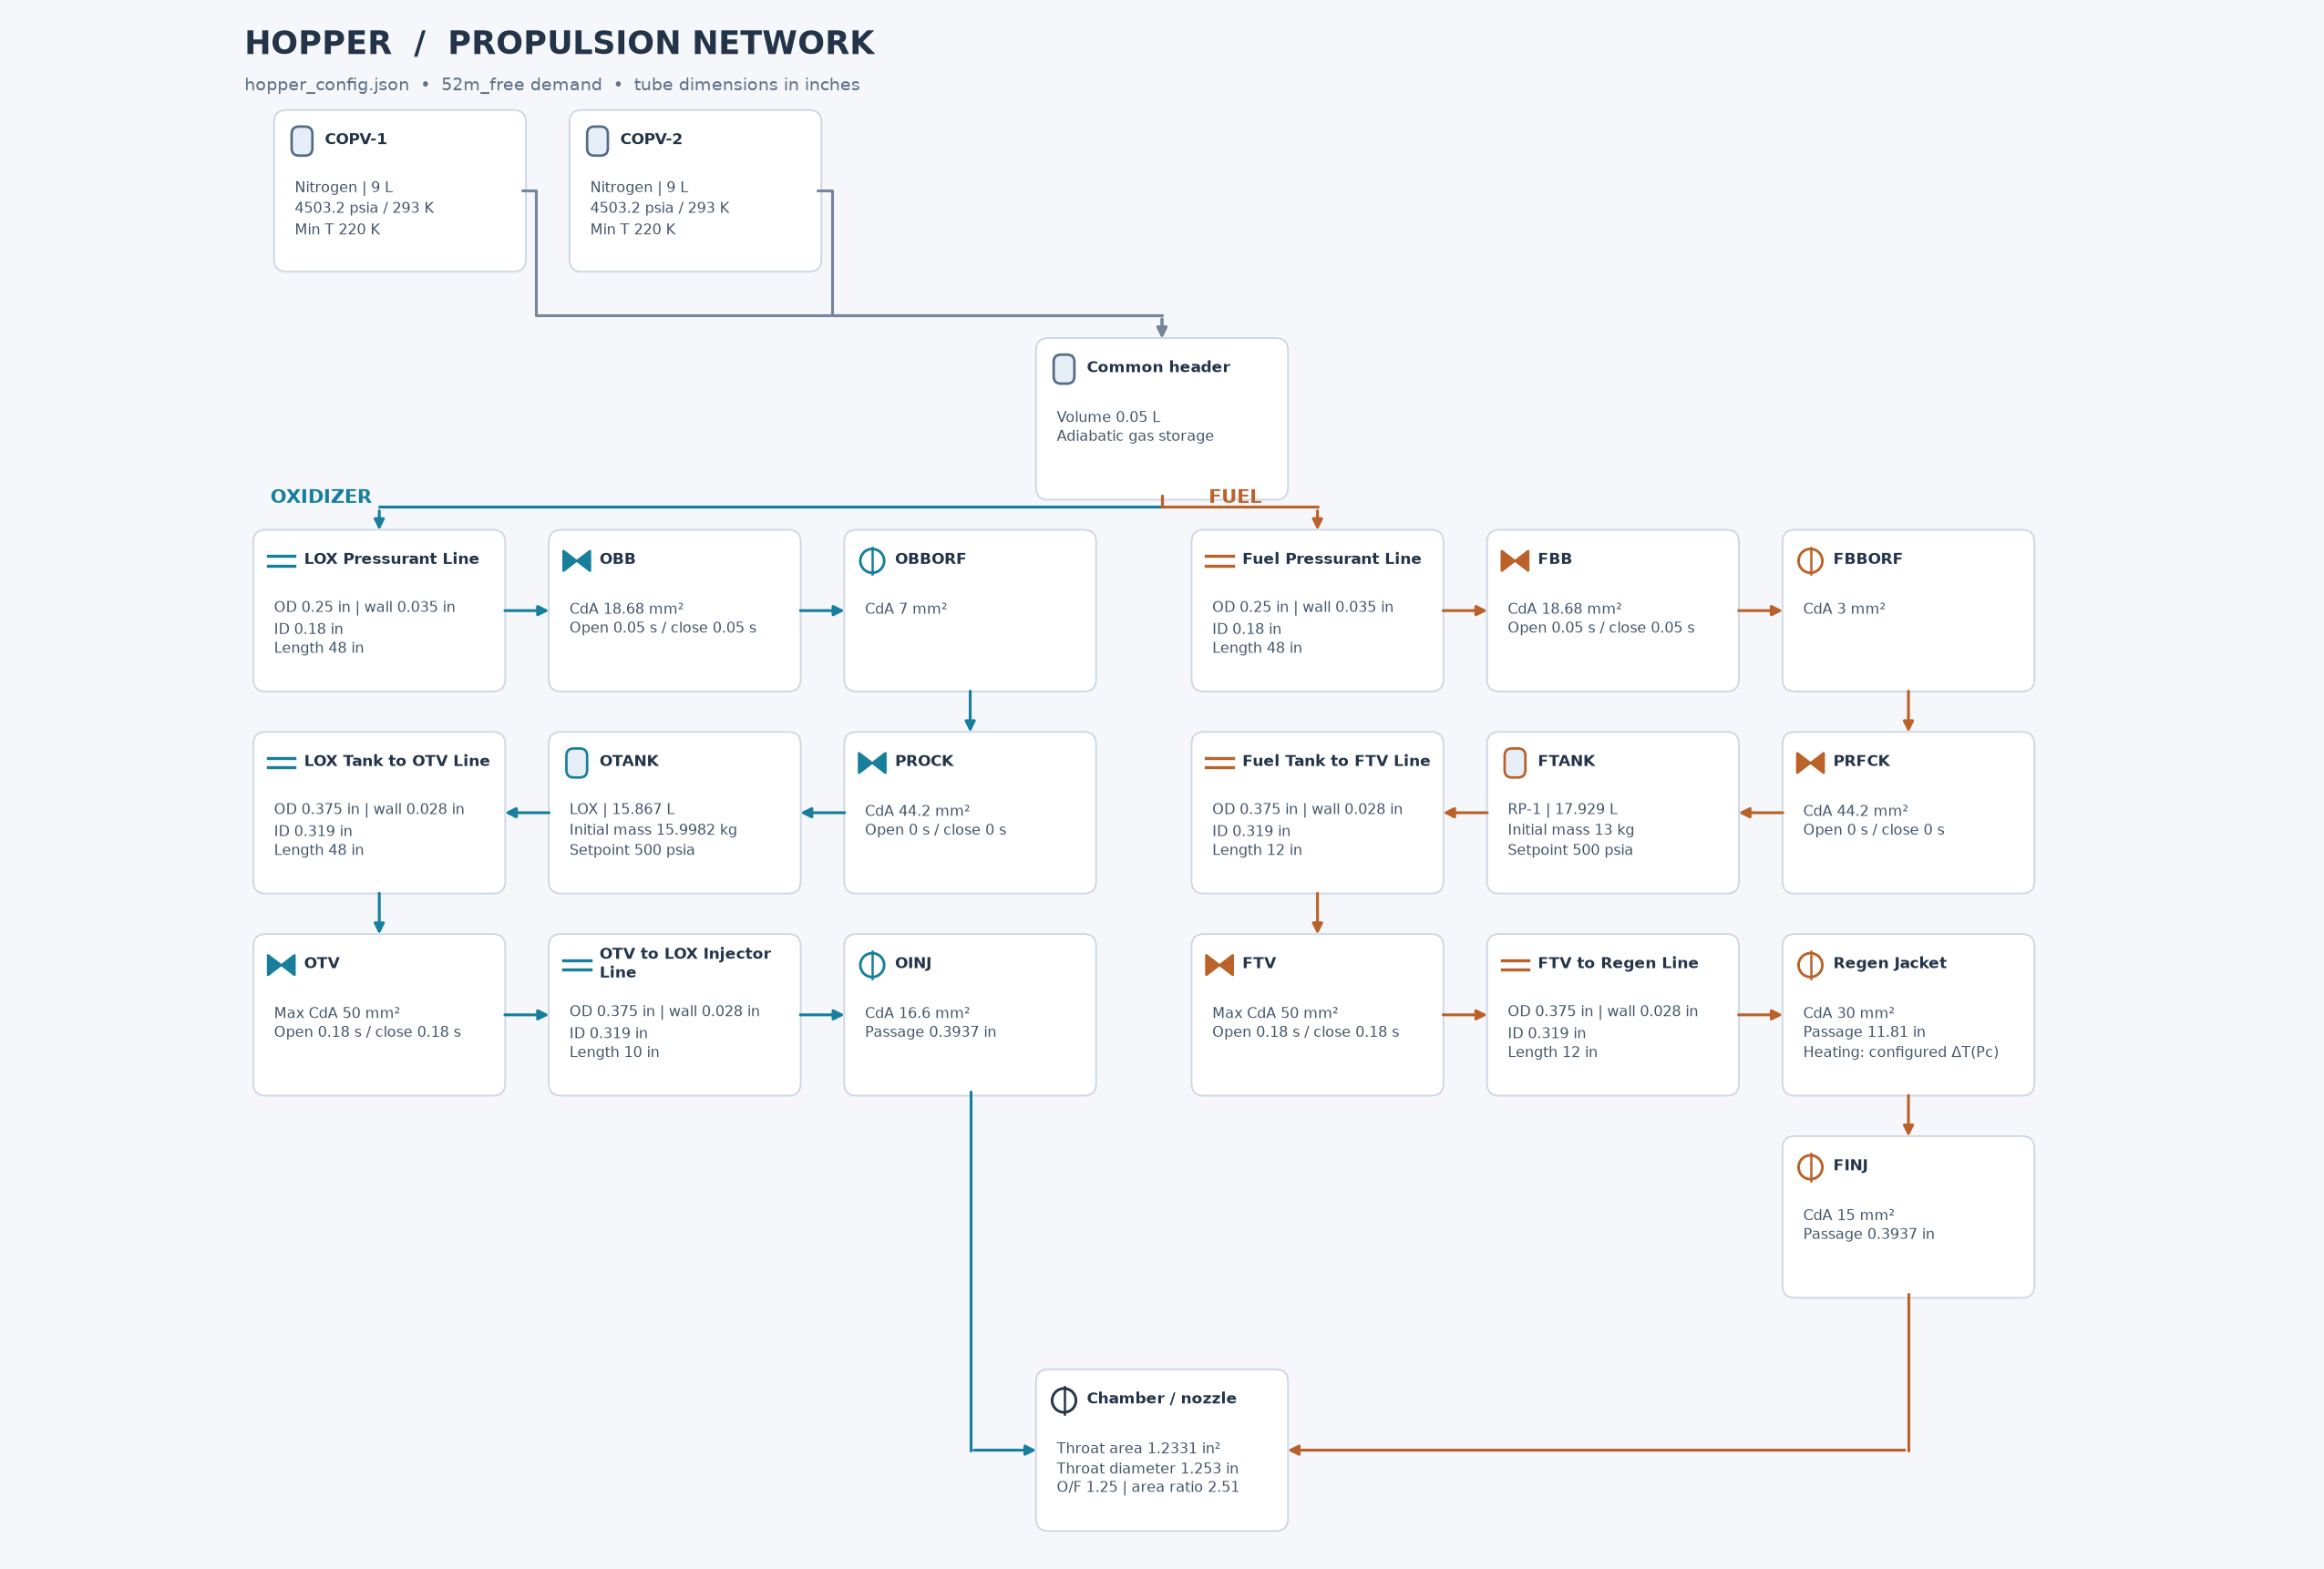 HOPPER / PROPULSION NETWORK
hopper_config.json • 52m_free demand • tube dimensions in inches
COPV-1
Nitrogen | 9 L
4503.2 psia / 293 K
Min T 220 K
COPV-2
Nitrogen | 9 L
4503.2 psia / 293 K
Min T 220 K
Common header
Volume 0.05 L
Adiabatic gas storage
OXIDIZER
FUEL
LOX Pressurant Line
OD 0.25 in | wall 0.035 in
ID 0.18 in
Length 48 in
OBB
CdA 18.68 mm²
Open 0.05 s / close 0.05 s
OBBORF
CdA 7 mm²
Fuel Pressurant Line
OD 0.25 in | wall 0.035 in
ID 0.18 in
Length 48 in
FBB
CdA 18.68 mm²
Open 0.05 s / close 0.05 s
FBBORF
CdA 3 mm²
LOX Tank to OTV Line
OD 0.375 in | wall 0.028 in
ID 0.319 in
Length 48 in
OTANK
LOX | 15.867 L
Initial mass 15.9982 kg
Setpoint 500 psia
PROCK
CdA 44.2 mm²
Open 0 s / close 0 s
Fuel Tank to FTV Line
OD 0.375 in | wall 0.028 in
ID 0.319 in
Length 12 in
FTANK
RP-1 | 17.929 L
Initial mass 13 kg
Setpoint 500 psia
PRFCK
CdA 44.2 mm²
Open 0 s / close 0 s
OTV
Max CdA 50 mm²
Open 0.18 s / close 0.18 s
OTV to LOX Injector
Line
OD 0.375 in | wall 0.028 in
ID 0.319 in
Length 10 in
OINJ
CdA 16.6 mm²
Passage 0.3937 in
FTV
Max CdA 50 mm²
Open 0.18 s / close 0.18 s
FTV to Regen Line
OD 0.375 in | wall 0.028 in
ID 0.319 in
Length 12 in
Regen Jacket
CdA 30 mm²
Passage 11.81 in
Heating: configured ΔT(Pc)
FINJ
CdA 15 mm²
Passage 0.3937 in
Chamber / nozzle
Throat area 1.2331 in²
Throat diameter 1.253 in
O/F 1.25 | area ratio 2.51